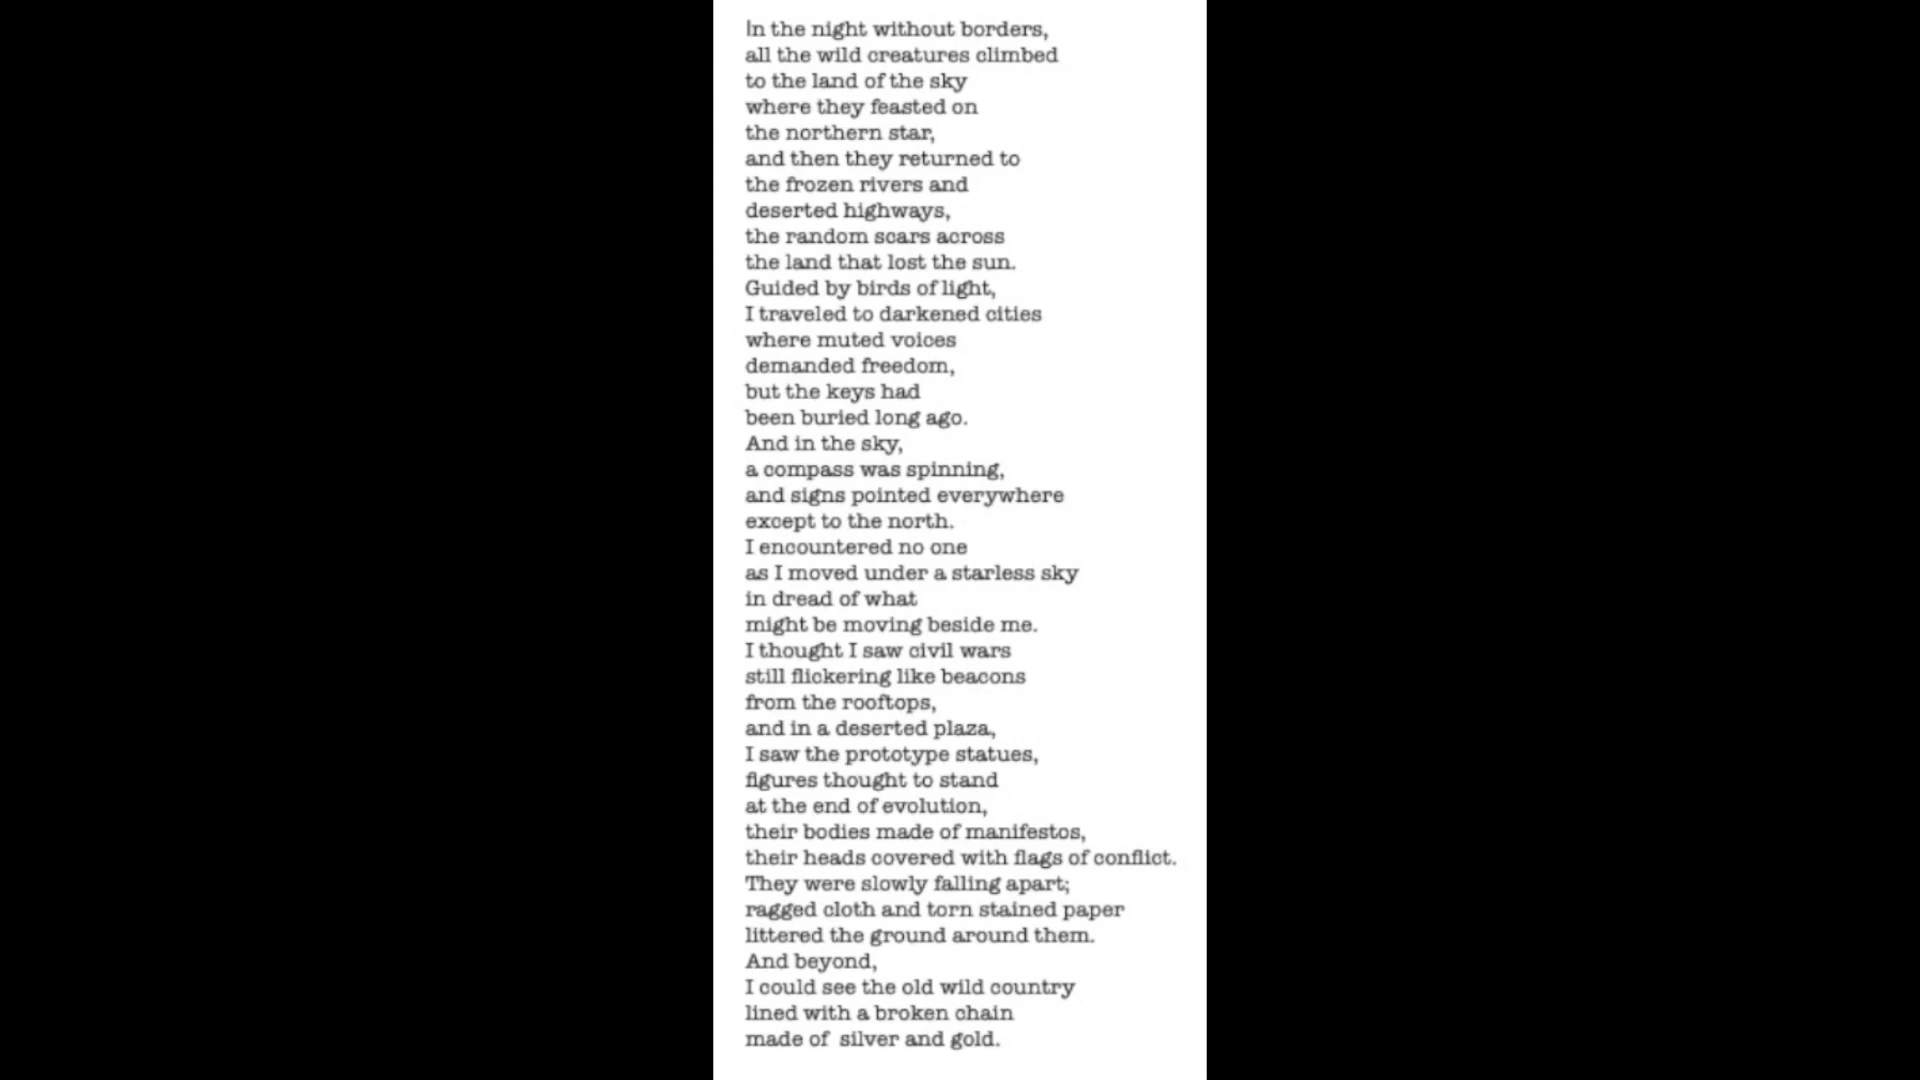 In the night without borders,
all the wild creatures climbed
to the land of the sky
where they feasted on
the northern star,
and then they returned to
the frozen rivers and
deserted highways,
the random scars across
the land that lost the sun.
Guided by birds of light,
I traveled to darkened cities
where muted voices
demanded freedom,
but the keys had
been buried long ago.
And in the sky,
a compass was spinning,
and signs pointed everywhere
except to the north.
I encountered no one
as I moved under a starless sky
in dread of what
might be moving beside me.
I thought I saw civil wars
still flickering like beacons
from the rooftops,
and in a deserted plaza,
I saw the prototype statues,
figures thought to stand
at the end of evolution,
their bodies made of manifestos,
their heads covered with flags of conflict.
They were slowly falling apart;
ragged cloth and torn stained paper
littered the ground around them.
And beyond,
I could see the old wild country
lined with a broken chain
made of  silver and gold.